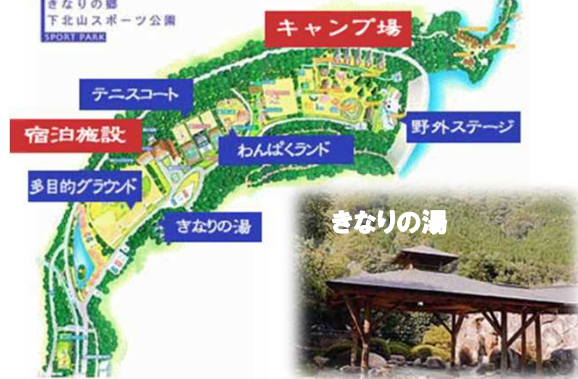 きなりの郷
下北山スポーツ公園
SPORT PARK
キャンプ場
テニスコート
宿泊施設
野外ステージ
わんぱくランド
多目的グラウンド
きなりの湯
きなりの湯